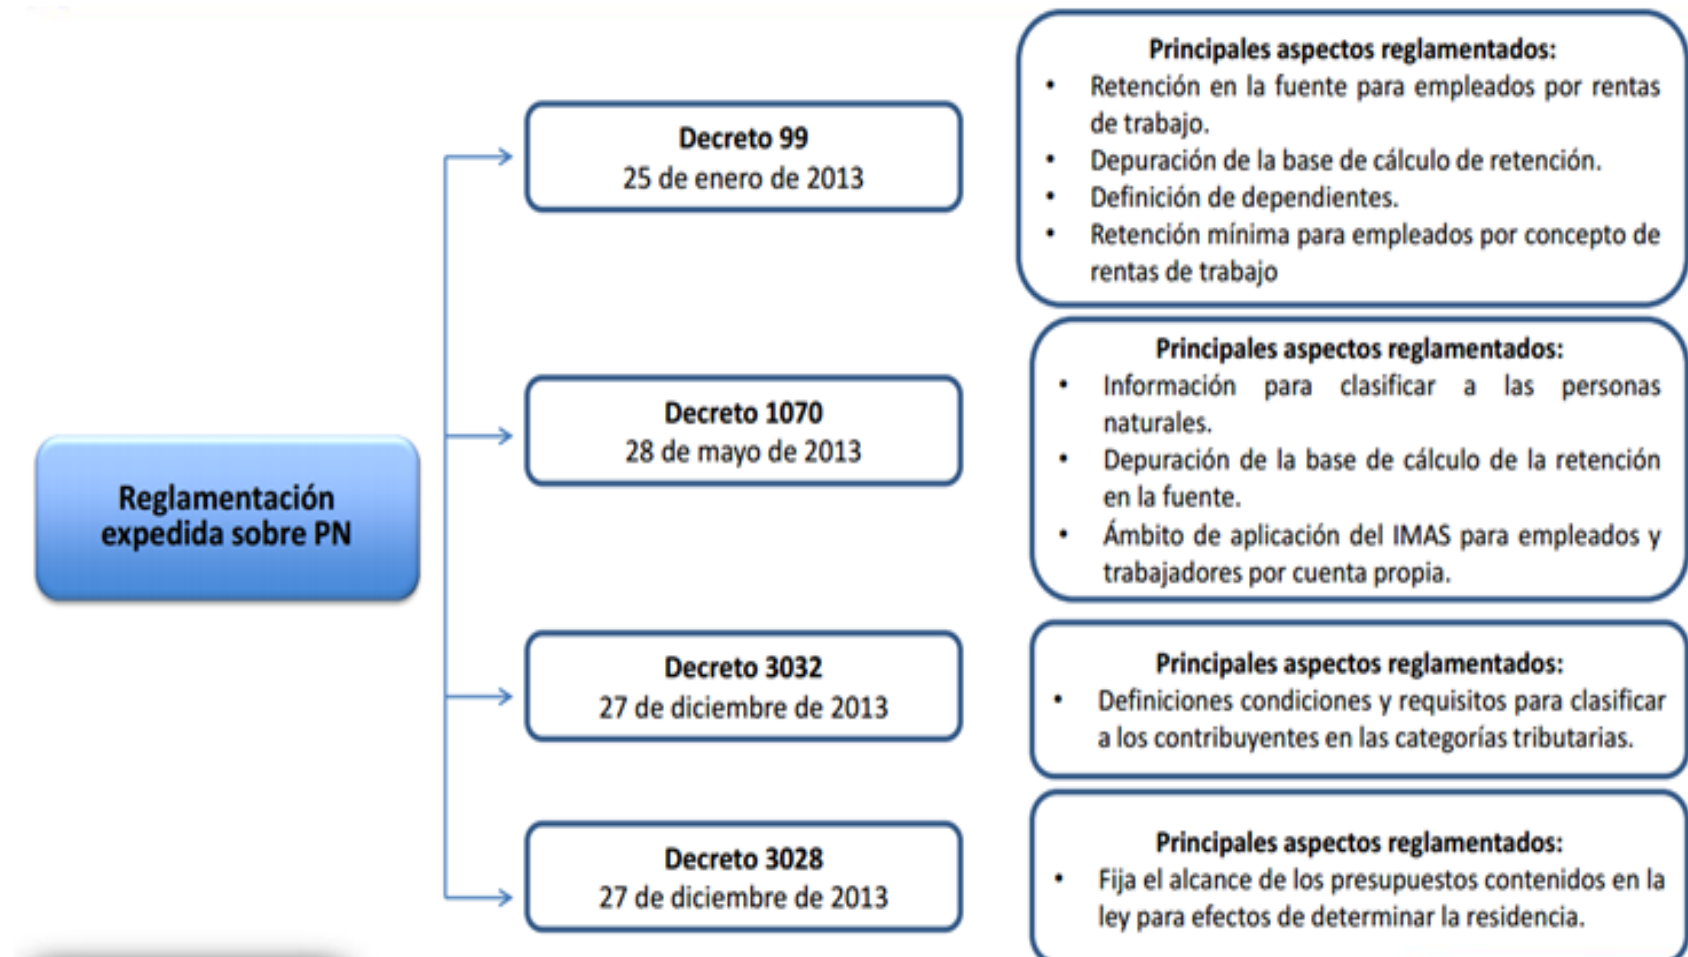 Reglamentación
expedida sobre PN
Decreto 99
25 de enero de 2013
Principales aspectos reglamentados:
• Retención en la fuente para empleados por rentas
de trabajo.
• Depuración de la base de cálculo de retención.
• Definición de dependientes.
• Retención mínima para empleados por concepto de
rentas de trabajo
Decreto 1070
28 de mayo de 2013
Principales aspectos reglamentados:
• Información para clasificar a las personas
naturales.
• Depuración de la base de cálculo de la retención
en la fuente.
• Ámbito de aplicación del IMAS para empleados y
trabajadores por cuenta propia.
Decreto 3032
27 de diciembre de 2013
Principales aspectos reglamentados:
• Definiciones condiciones y requisitos para clasificar
a los contribuyentes en las categorías tributarias.
Decreto 3028
27 de diciembre de 2013
Principales aspectos reglamentados:
• Fija el alcance de los presupuestos contenidos en la
ley para efectos de determinar la residencia.